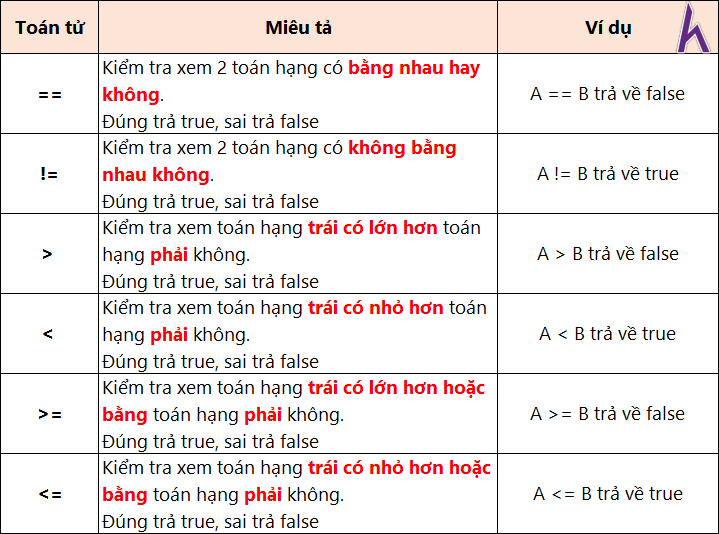 Toán tử Miêu tả Ví dụ
== Kiểm tra xem 2 toán hạng có bằng nhau hay
không.
Đúng trả true, sai trả false
A == B trả về false
!= Kiểm tra xem 2 toán hạng có không bằng
nhau không.
Đúng trả true, sai trả false
A != B trả về true
> Kiểm tra xem toán hạng trái có lớn hơn toán
hạng phải không.
Đúng trả true, sai trả false
A > B trả về false
< Kiểm tra xem toán hạng trái có nhỏ hơn toán
hạng phải không.
Đúng trả true, sai trả false
A < B trả về true
>= Kiểm tra xem toán hạng trái có lớn hơn hoặc
bằng toán hạng phải không.
Đúng trả true, sai trả false
A >= B trả về false
<= Kiểm tra xem toán hạng trái có nhỏ hơn hoặc
bằng toán hạng phải không.
Đúng trả true, sai trả false
A <= B trả về true